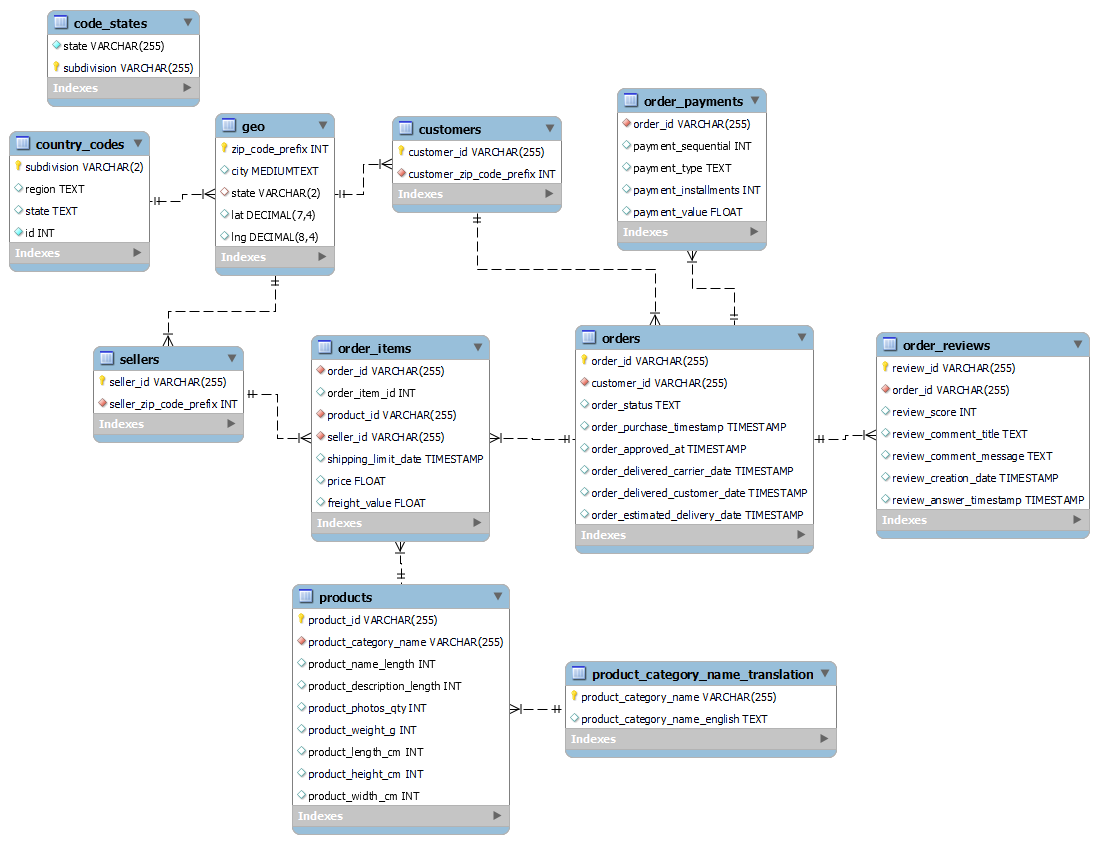 code_states
state VARCHAR(255)
subdivision VARCHAR(255)
Indexes
country_codes
subdivision VARCHAR(2)
region TEXT
state TEXT
id INT
Indexes
geo
zip_code_prefix INT
city MEDIUMTEXT
state VARCHAR(2)
lat DECIMAL(7,4)
lng DECIMAL(8,4)
Indexes
customers
customer_id VARCHAR(255)
customer_zip_code_prefix INT
Indexes
order_payments
order_id VARCHAR(255)
payment_sequential INT
payment_type TEXT
payment_installments INT
payment_value FLOAT
Indexes
sellers
seller_id VARCHAR(255)
seller_zip_code_prefix INT
Indexes
order_items
order_id VARCHAR(255)
order_item_id INT
product_id VARCHAR(255)
seller_id VARCHAR(255)
shipping_limit_date TIMESTAMP
price FLOAT
freight_value FLOAT
Indexes
orders
order_id VARCHAR(255)
customer_id VARCHAR(255)
order_status TEXT
order_purchase_timestamp TIMESTAMP
order_approved_at TIMESTAMP
order_delivered_carrier_date TIMESTAMP
order_delivered_customer_date TIMESTAMP
order_estimated_delivery_date TIMESTAMP
Indexes
order_reviews
review_id VARCHAR(255)
order_id VARCHAR(255)
review_score INT
review_comment_title TEXT
review_comment_message TEXT
review_creation_date TIMESTAMP
review_answer_timestamp TIMESTAMP
Indexes
products
product_id VARCHAR(255)
product_category_name VARCHAR(255)
product_name_length INT
product_description_length INT
product_photos_qty INT
product_weight_g INT
product_length_cm INT
product_height_cm INT
product_width_cm INT
Indexes
product_category_name_translation
product_category_name VARCHAR(255)
product_category_name_english TEXT
Indexes